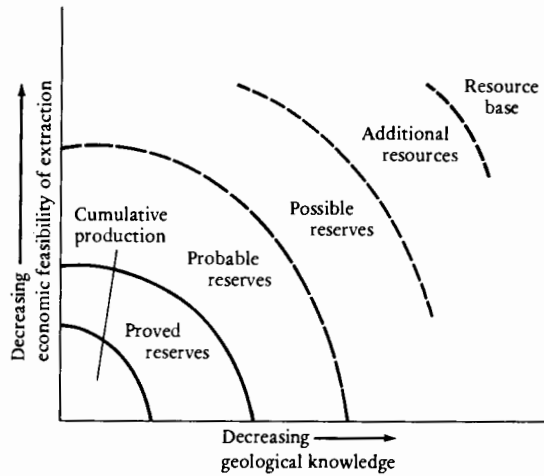 Decreasing
economic feasibility of extraction
Resource
base
Additional
resources
Possible
reserves
Cumulative
production
Probable
reserves
Proved
reserves
Decreasing
geological knowledge